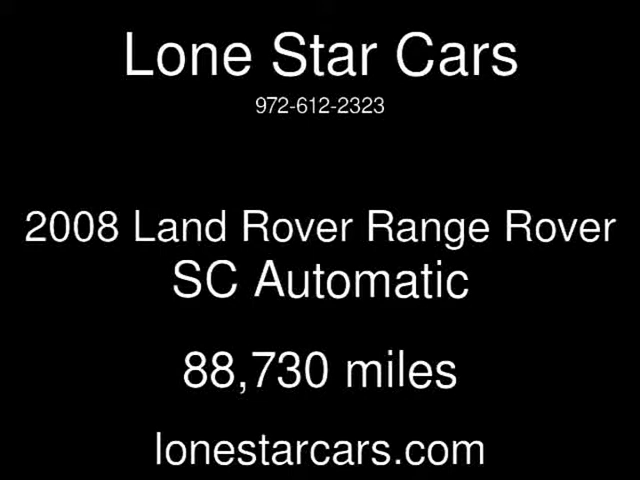 Lone Star Cars
972-612-2323
2008 Land Rover Range Rover
SC Automatic
88,730 miles
lonestarcars.com